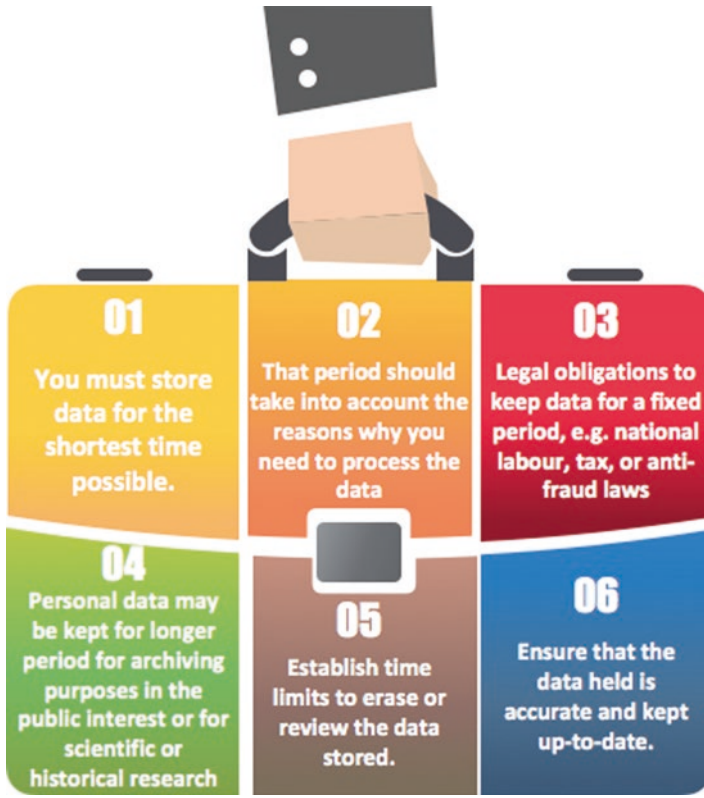 01
You must store
data for the
shortest time
possible.
02
That period should
take into account the
reasons why you
need to process the
data
03
Legal obligations to
keep data for a fixed
period, e.g. national
labour, tax, or anti-
fraud laws
04
Personal data may
be kept for longer
period for archiving
purposes in the
public interest or for
scientific or
historical research
05
Establish time
limits to erase or
review the data
stored.
06
Ensure that the
data held is
accurate and kept
up-to-date.